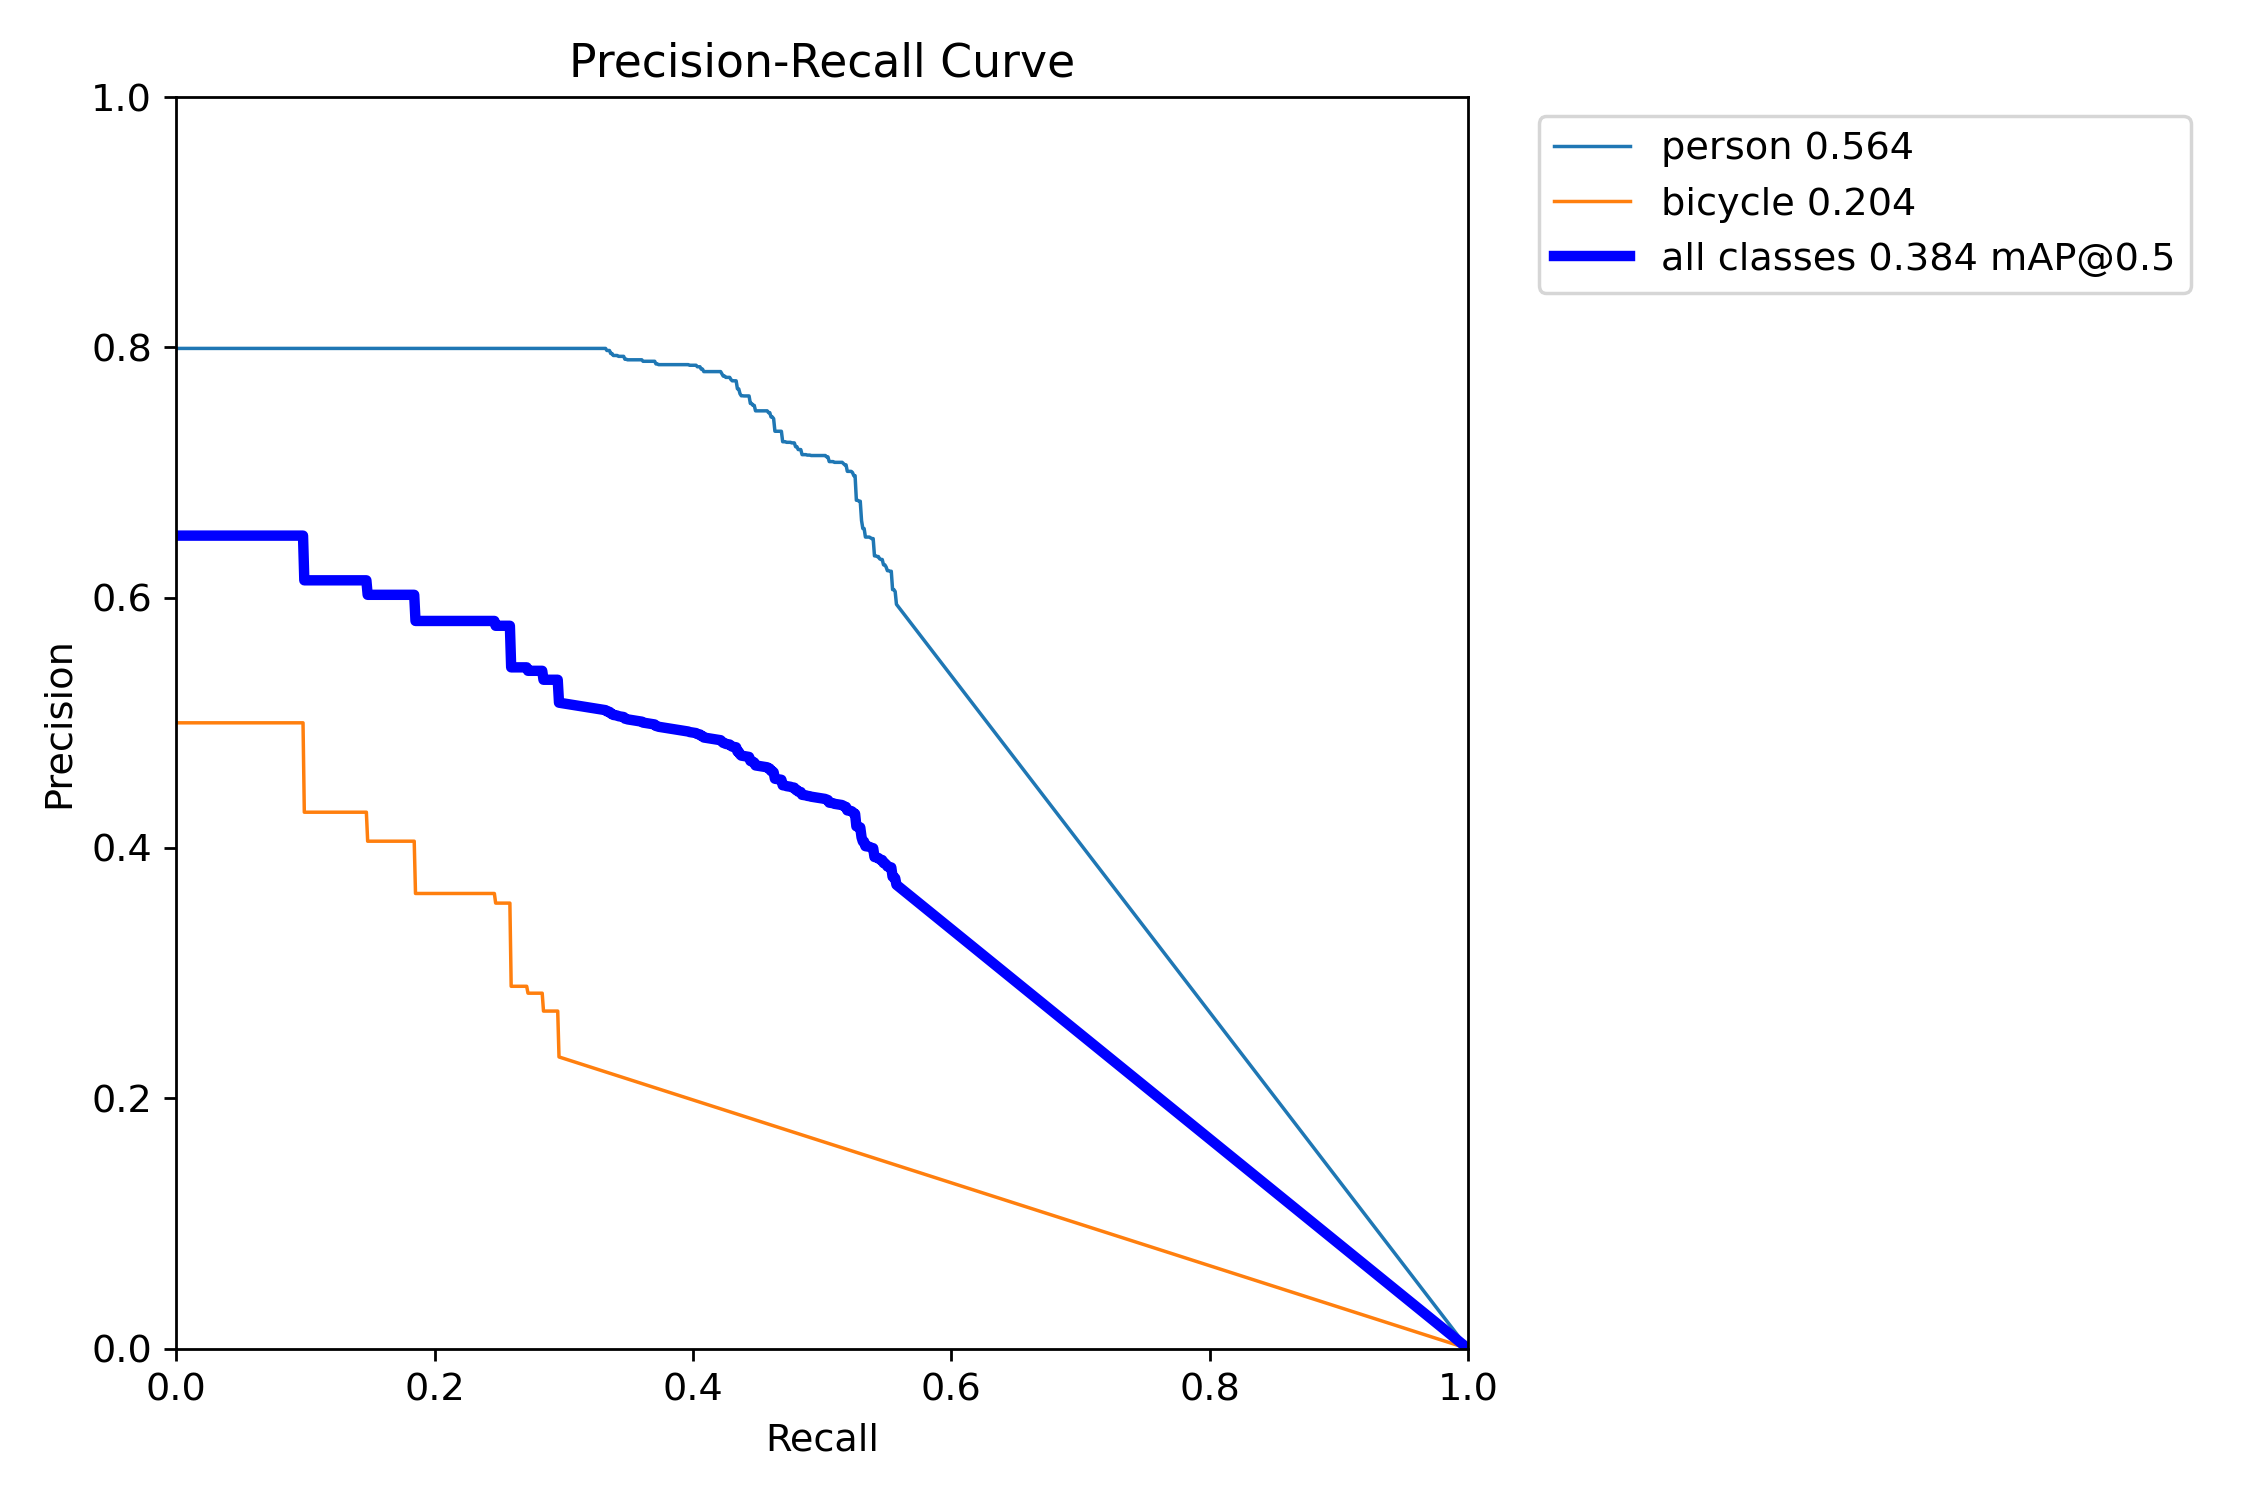 Precision-Recall Curve
1.0
0.8
0.6
0.4
0.2
0.0
Precision
0.0 0.2 0.4 0.6 0.8 1.0
Recall
person 0.564
bicycle 0.204
all classes 0.384 mAP@0.5